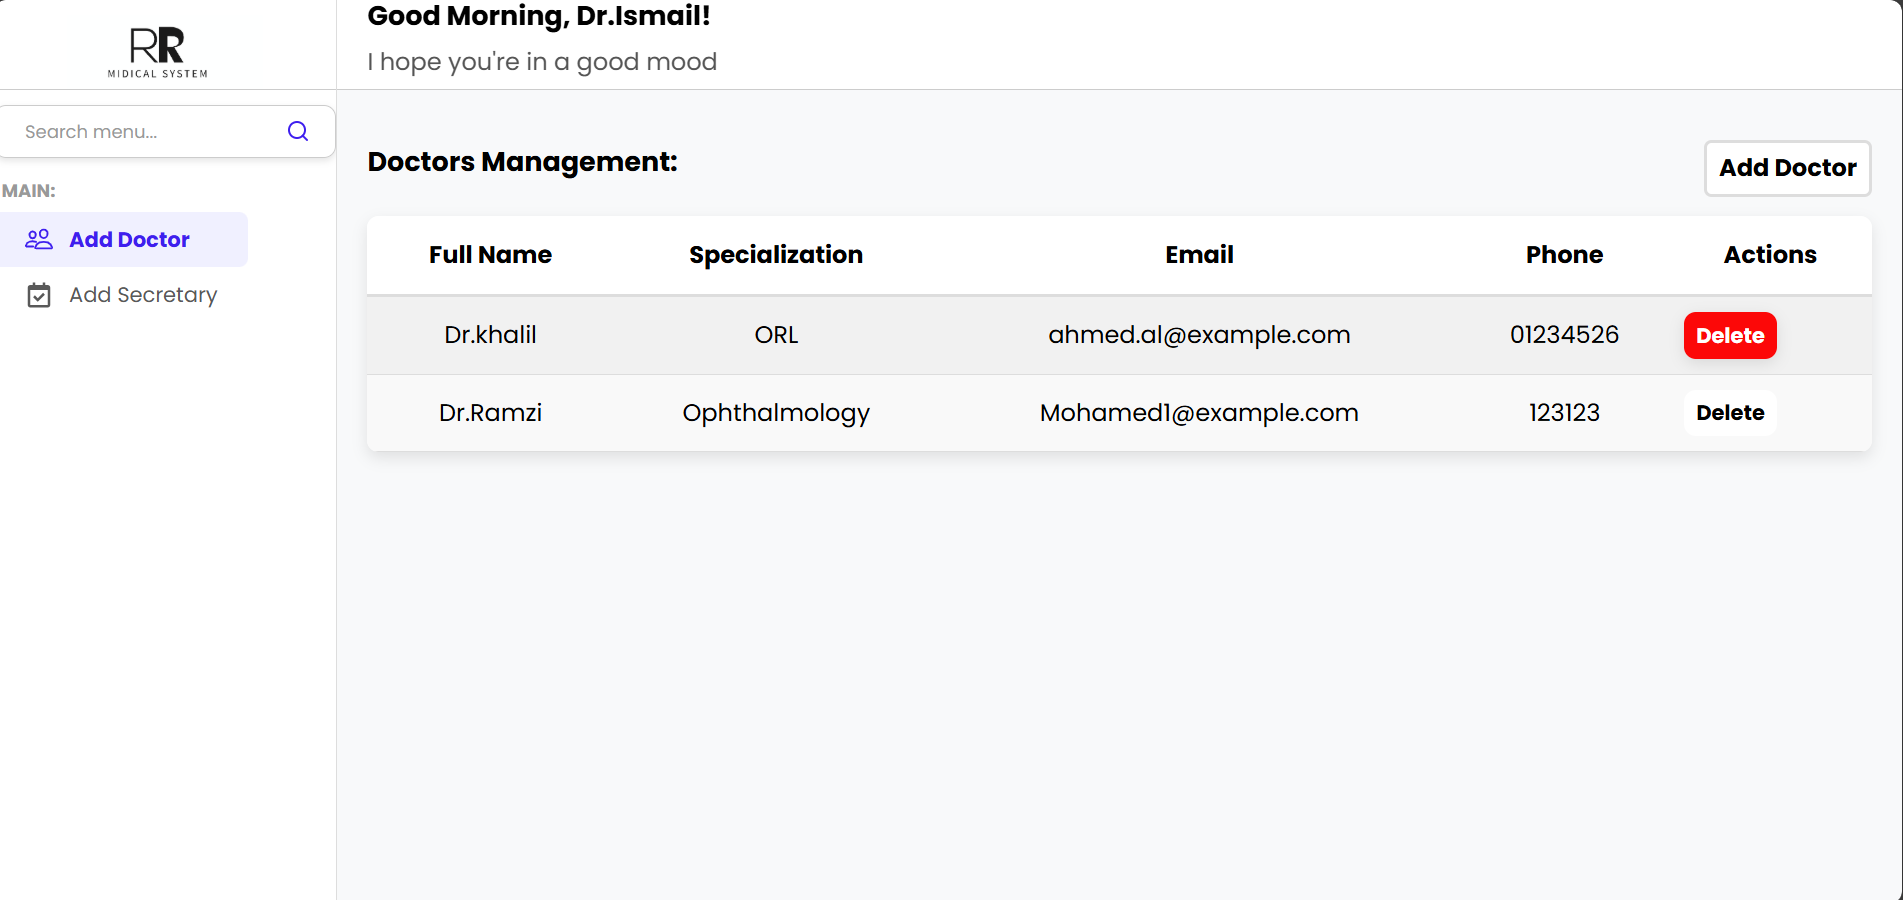 RR
MIDICAL SYSTEM
Good Morning, Dr.Ismail!
I hope you're in a good mood
Search menu...
MAIN:
Add Doctor
Add Secretary
Doctors Management:
Add Doctor
Full Name Specialization Email Phone Actions
Dr.khalil ORL ahmed.al@example.com 01234526 Delete
Dr.Ramzi Ophthalmology Mohamed1@example.com 123123 Delete